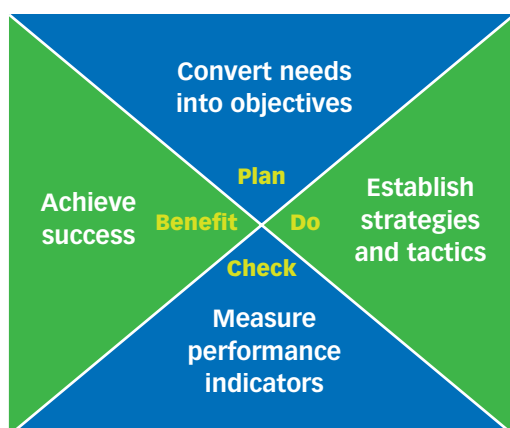 Convert needs
into objectives
Plan
Achieve
success
Benefit
Do
Establish
strategies
and tactics
Check
Measure
performance
indicators